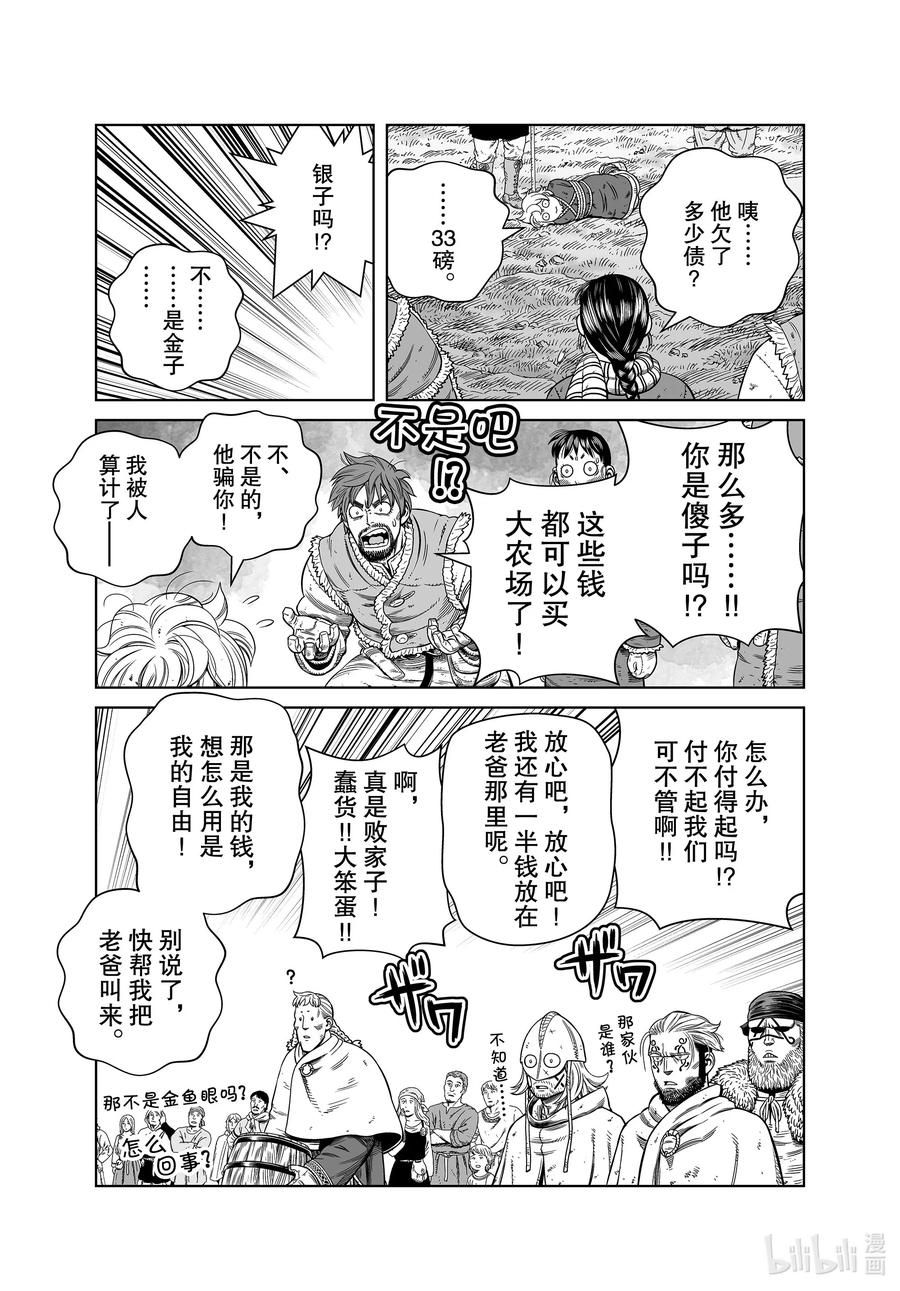 咦
他欠了
多少债?
……33
磅。
银子吗!?
不……
……是金子
……
那么多……!!
你是傻子吗!?
这些钱
都可以买
大农场了!
不是吧
!?
不、
不是的,
他骗你!
我被人
算计了——
怎么办,
你付得起吗!?
付不起我们
可不管啊!!
放心吧,放心吧!
我还有一半钱放在
老爸那里呢。
啊,
真是败家子!
蠢货!!大笨蛋!!
那是我的钱,
想怎么用是
我的自由!
别说了,
快帮我把
老爸叫来。
ザワ
ザワ
那家伙
是谁?
不知道……
?
那不是金鱼眼吗?
怎么
回事?
bilibili
漫画